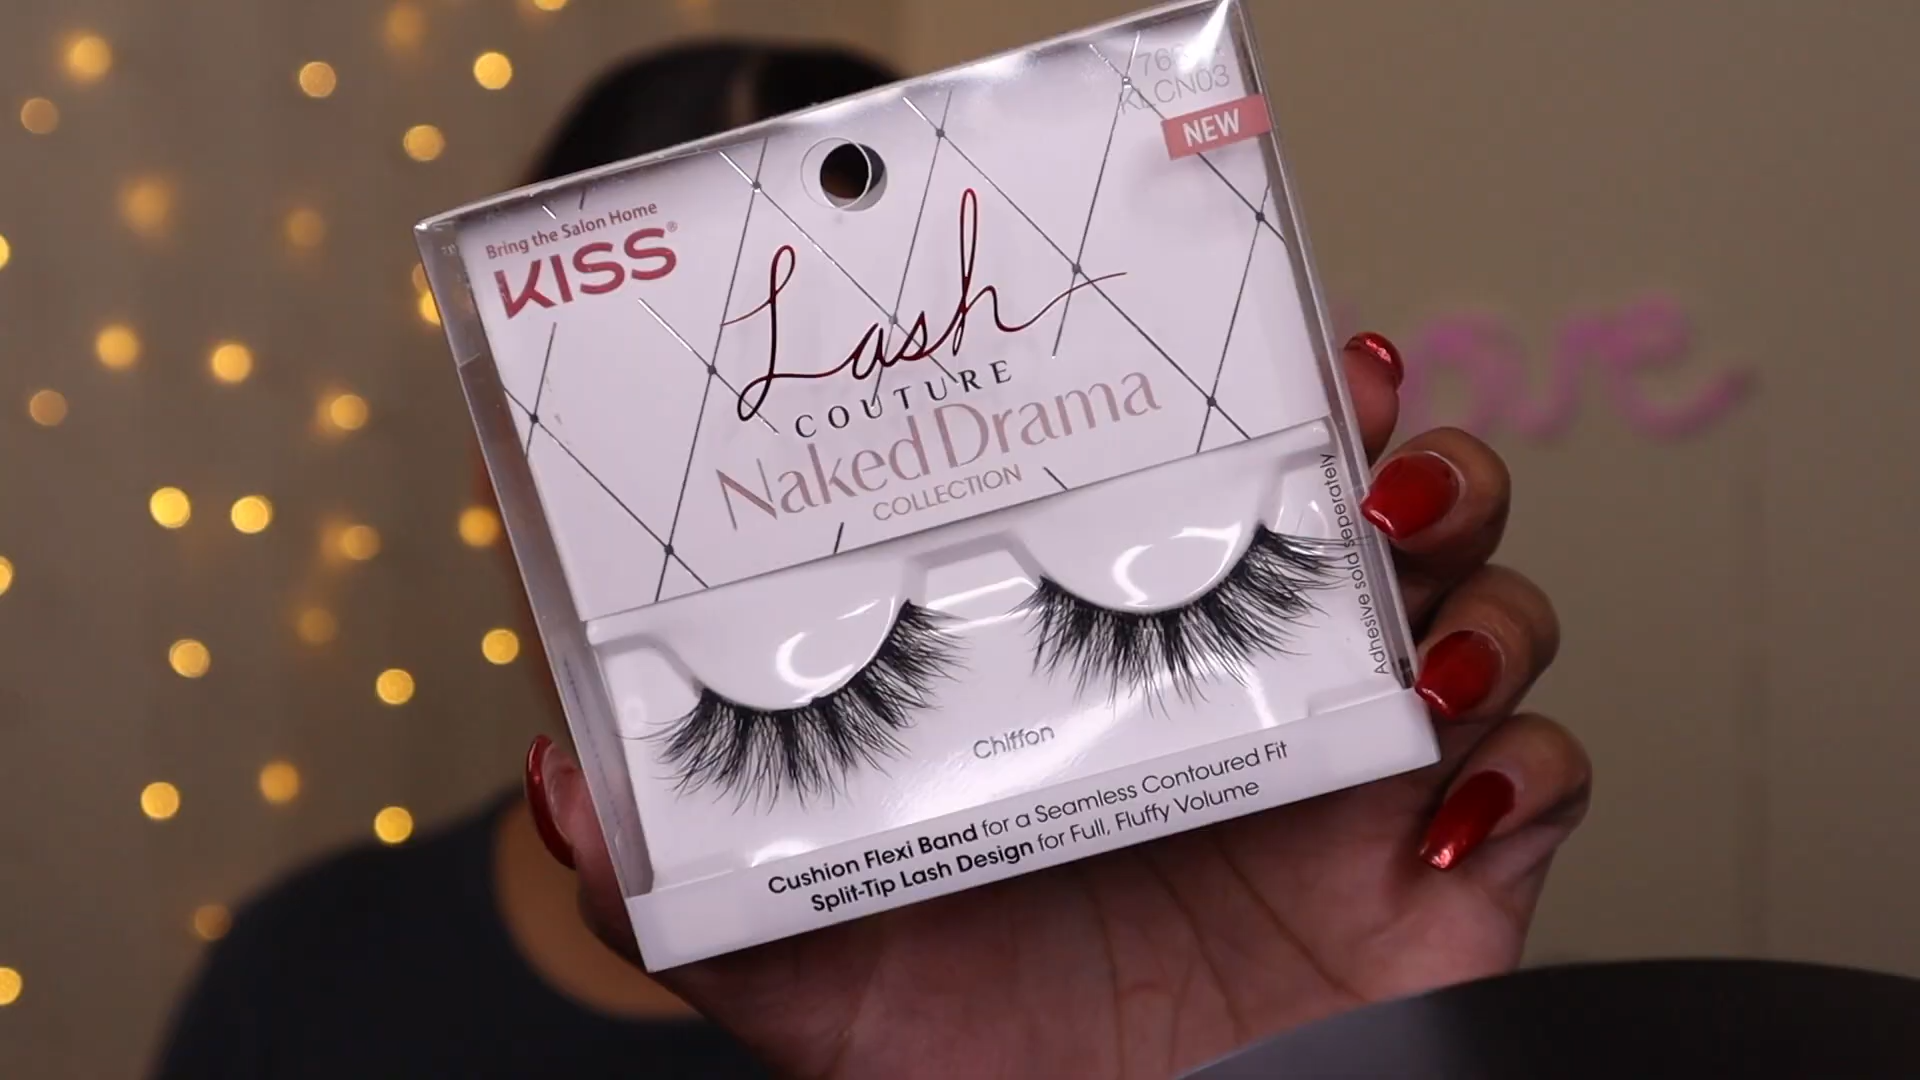 KLCN03
NEW
Bring the Salon Home
KISS®
Lash
COUTURE
Naked Drama
COLLECTION
Adhesive sold seperately
Chiffon
Cushion Flexi Band for a Seamless Contoured Fit
Split-Tip Lash Design for Full, Fluffy Volume
ove